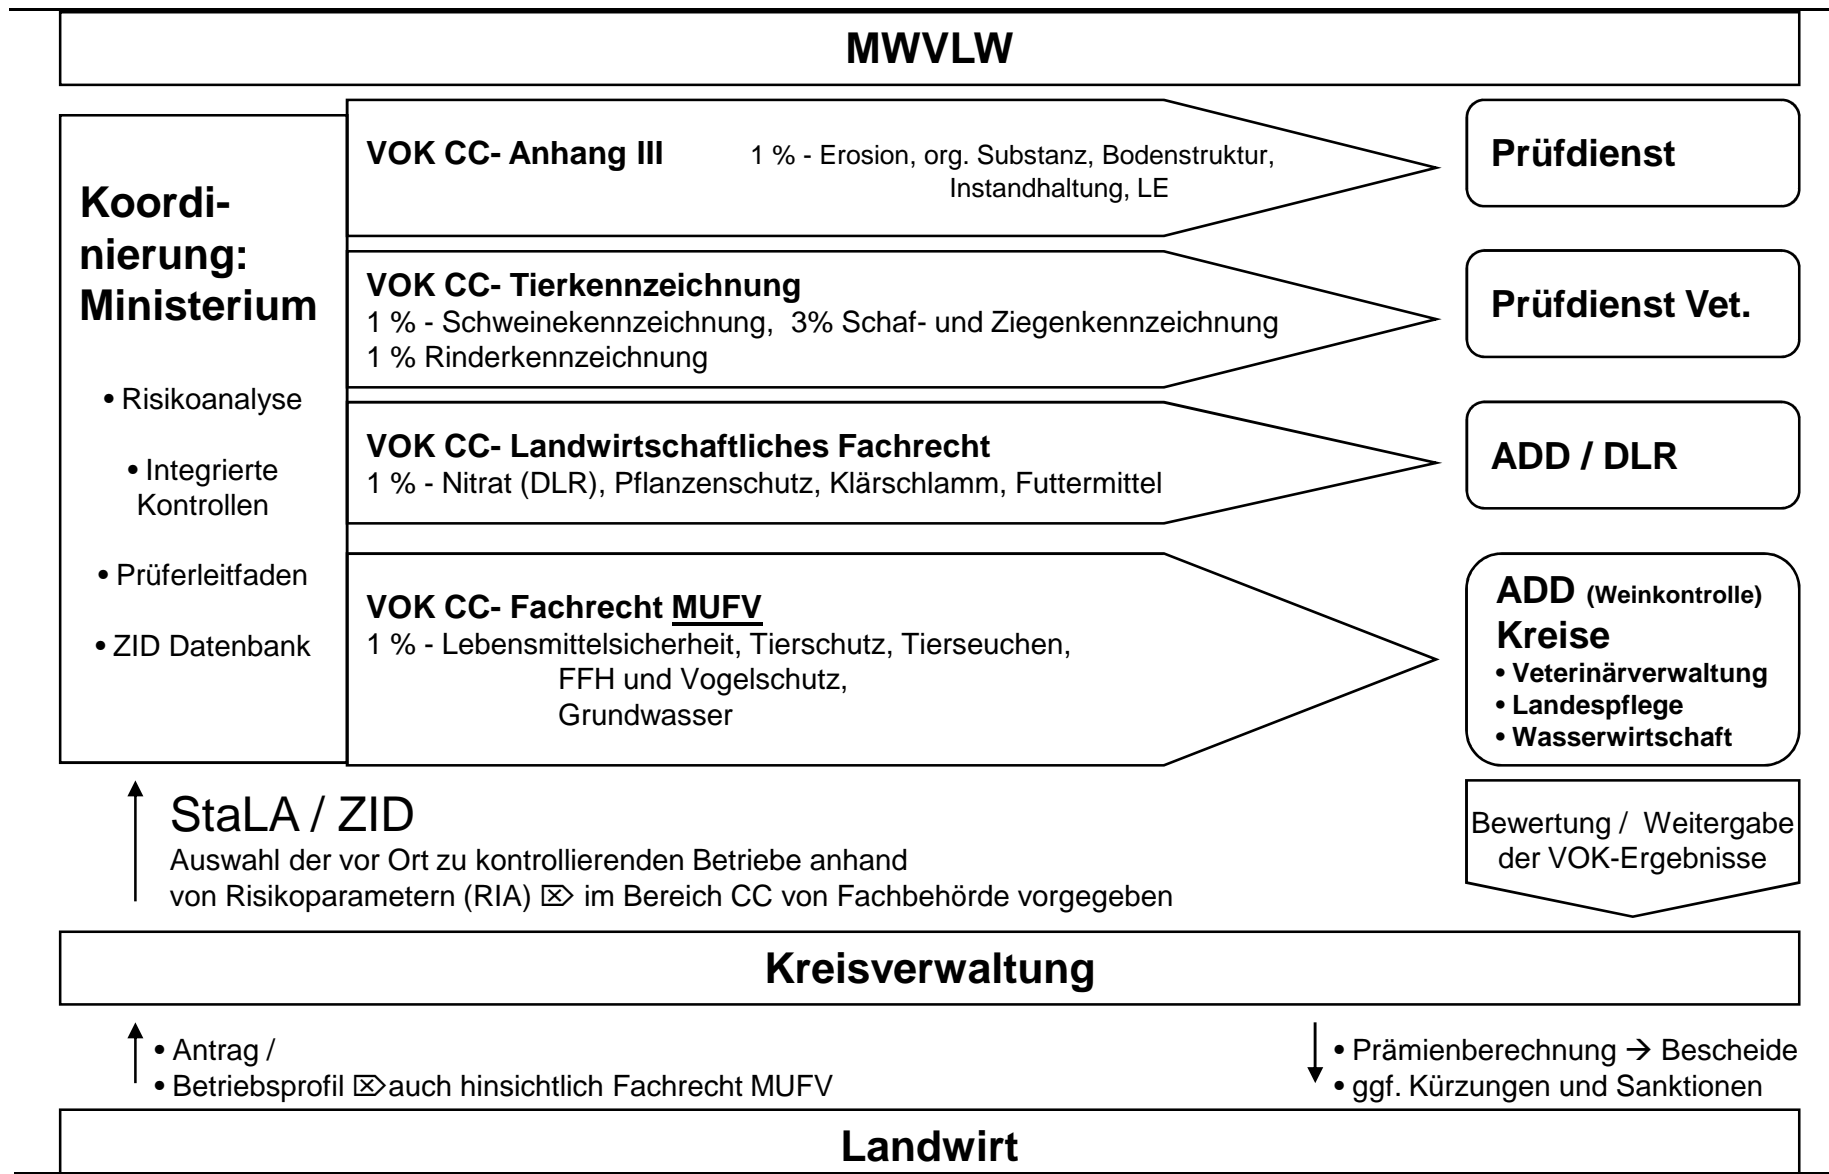 MWVLW
Koordi-
nierung:
Ministerium
• Risikoanalyse
• Integrierte
Kontrollen
• Prüferleitfaden
• ZID Datenbank
VOK CC- Anhang III 1 % - Erosion, org. Substanz, Bodenstruktur,
Instandhaltung, LE
Prüfdienst
VOK CC- Tierkennzeichnung
1 % - Schweinekennzeichnung, 3% Schaf- und Ziegenkennzeichnung
1 % Rinderkennzeichnung
Prüfdienst Vet.
VOK CC- Landwirtschaftliches Fachrecht
1 % - Nitrat (DLR), Pflanzenschutz, Klärschlamm, Futtermittel
ADD / DLR
VOK CC- Fachrecht MUFV
1 % - Lebensmittelsicherheit, Tierschutz, Tierseuchen,
FFH und Vogelschutz,
Grundwasser
ADD (Weinkontrolle)
Kreise
• Veterinärverwaltung
• Landespflege
• Wasserwirtschaft
StaLA / ZID
Auswahl der vor Ort zu kontrollierenden Betriebe anhand
von Risikoparametern (RIA) ⌦ im Bereich CC von Fachbehörde vorgegeben
Bewertung / Weitergabe
der VOK-Ergebnisse
Kreisverwaltung
• Antrag /
• Betriebsprofil ⌦ auch hinsichtlich Fachrecht MUFV
• Prämienberechnung → Bescheide
• ggf. Kürzungen und Sanktionen
Landwirt